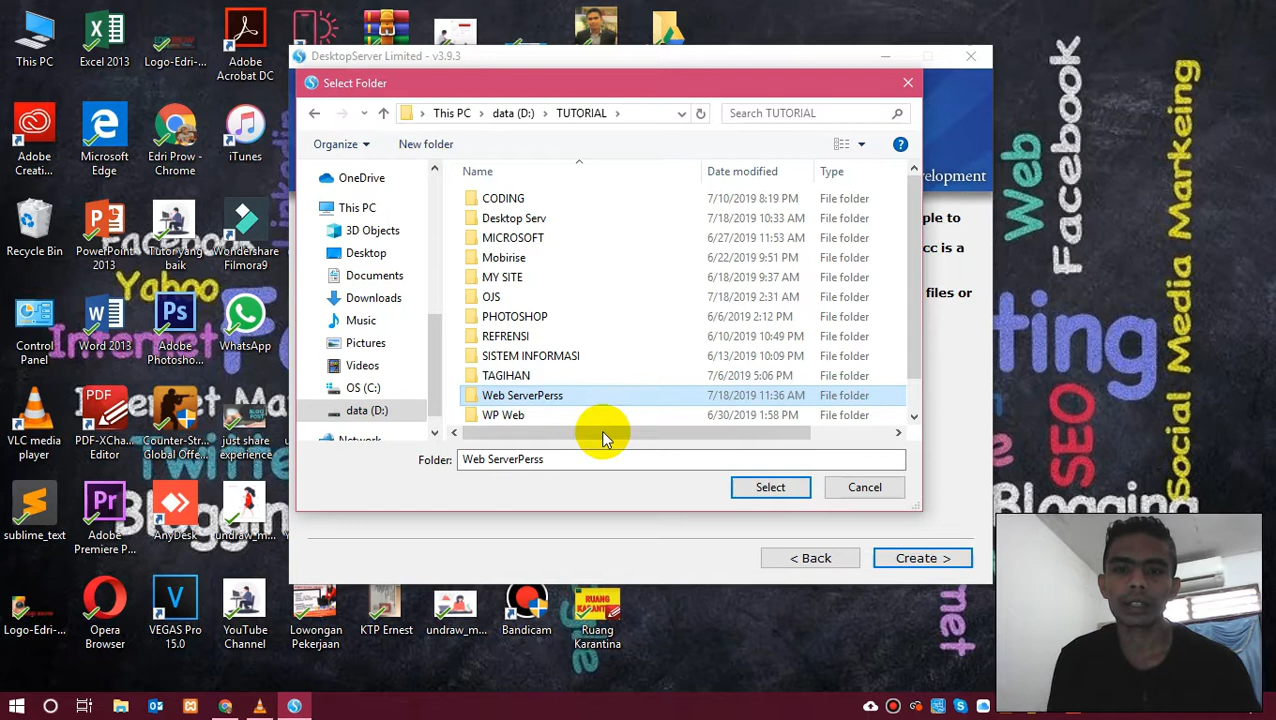 This PC
Excel 2013
Logo-Edri-...
Adobe
Acrobat DC
Adobe
Creati...
Microsoft
Edge
Edri Prow -
Chrome
iTunes
Recycle Bin
PowerPoint
2013
Tutor yang
baik
Wondershare
Filmora9
Facebook
Yahoo
Control
Panel
Word 2013
Adobe
Photosho...
WhatsApp
Internet
VLC media
player
PDF-XCha...
Editor
Counter-Str...
Global Offe...
just share
experience
Twitter
sublime_text
Adobe
Premiere P...
AnyDesk
undraw_m...
Blogging
Logo-Edri-...
Opera
Browser
VEGAS Pro
15.0
YouTube
Channel
Lowongan
Pekerjaan
KTP Ernest
undraw_m...
Bandicam
RUANG
KARANTINA
Ruang
Karantina
DesktopServer Limited - v3.9.3
Select Folder
This PC
data (D:)
TUTORIAL
Search TUTORIAL
Organize
New folder
OneDrive
This PC
3D Objects
Desktop
Documents
Downloads
Music
Pictures
Videos
OS (C:)
data (D:)
Network
Name Date modified Type
CODING 7/10/2019 8:19 PM File folder
Desktop Serv 7/18/2019 10:33 AM File folder
MICROSOFT 6/27/2019 11:53 AM File folder
Mobirise 6/22/2019 9:51 PM File folder
MY SITE 6/18/2019 9:37 AM File folder
OJS 7/18/2019 2:31 AM File folder
PHOTOSHOP 6/6/2019 2:12 PM File folder
REFRENSI 6/10/2019 10:49 PM File folder
SISTEM INFORMASI 6/13/2019 10:09 PM File folder
TAGIHAN 7/6/2019 5:06 PM File folder
Web ServerPerss 7/18/2019 11:36 AM File folder
WP Web 6/30/2019 1:58 PM File folder
Folder: Web ServerPerss
Select
Cancel
elopment
ple to
cc is a
files or
< Back
Create >
Web
Facebook
Social Media Markeing
SEO
Blogging